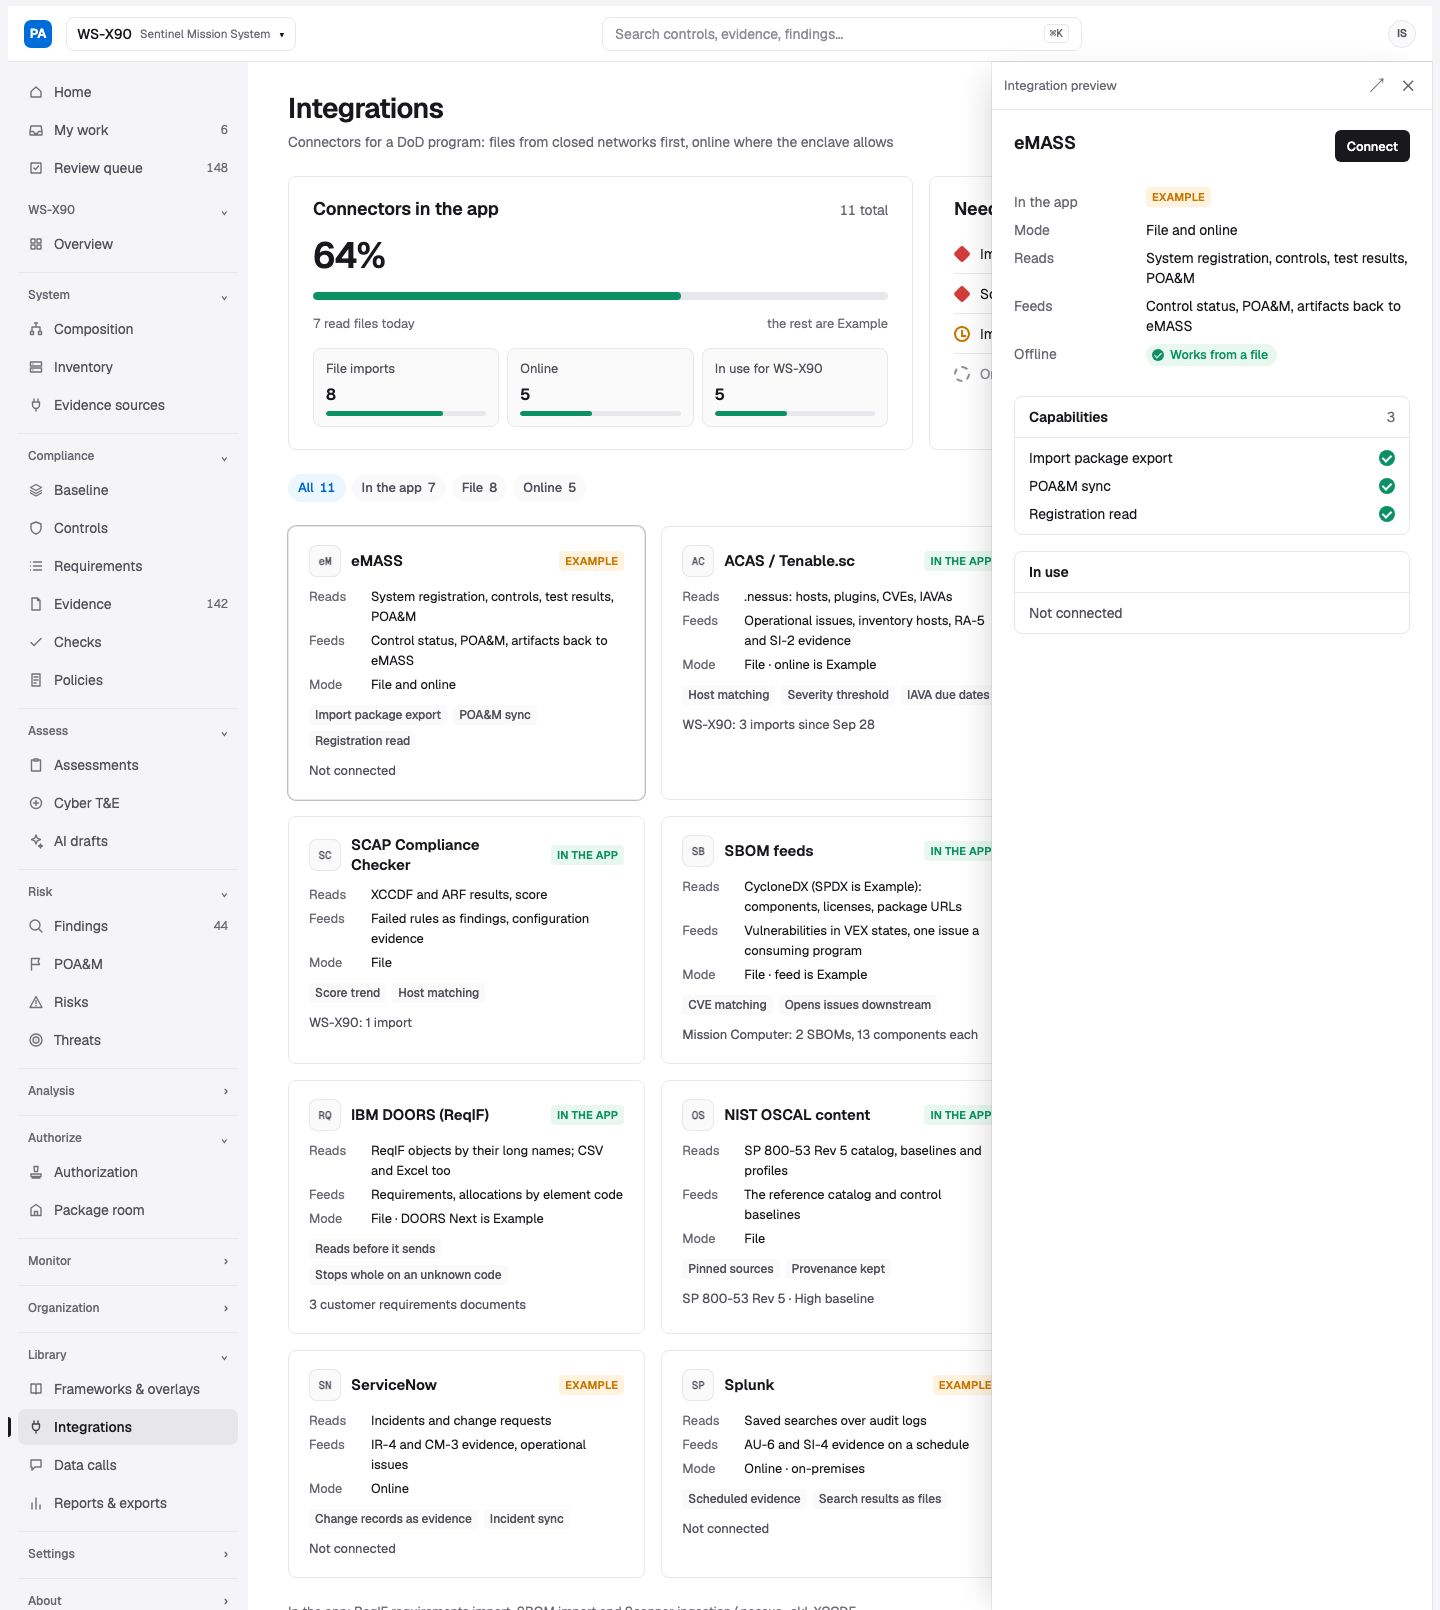 PA
WS-X90 Sentinel Mission System
Search controls, evidence, findings...
⌘K
IS
Home
My work 6
Review queue 148
WS-X90
Overview
System
Composition
Inventory
Evidence sources
Compliance
Baseline
Controls
Requirements
Evidence 142
Checks
Policies
Assess
Assessments
Cyber T&E
AI drafts
Risk
Findings 44
POA&M
Risks
Threats
Analysis
Authorize
Authorization
Package room
Monitor
Organization
Library
Frameworks & overlays
Integrations
Data calls
Reports & exports
Settings
About
Integrations
Connectors for a DoD program: files from closed networks first, online where the enclave allows
Connectors in the app 11 total
64%
7 read files today the rest are Example
File imports
8
Online
5
In use for WS-X90
5
All 11
In the app 7
File 8
Online 5
eM eMASS EXAMPLE
Reads System registration, controls, test results,
POA&M
Feeds Control status, POA&M, artifacts back to
eMASS
Mode File and online
Import package export POA&M sync
Registration read
Not connected
AC ACAS / Tenable.sc IN THE APP
Reads .nessus: hosts, plugins, CVEs, IAVAs
Feeds Operational issues, inventory hosts, RA-5
and SI-2 evidence
Mode File · online is Example
Host matching Severity threshold IAVA due dates
WS-X90: 3 imports since Sep 28
SC SCAP Compliance
Checker IN THE APP
Reads XCCDF and ARF results, score
Feeds Failed rules as findings, configuration
evidence
Mode File
Score trend Host matching
WS-X90: 1 import
SB SBOM feeds IN THE APP
Reads CycloneDX (SPDX is Example):
components, licenses, package URLs
Feeds Vulnerabilities in VEX states, one issue a
consuming program
Mode File · feed is Example
CVE matching Opens issues downstream
Mission Computer: 2 SBOMs, 13 components each
RQ IBM DOORS (ReqIF) IN THE APP
Reads ReqIF objects by their long names; CSV
and Excel too
Feeds Requirements, allocations by element code
Mode File · DOORS Next is Example
Reads before it sends
Stops whole on an unknown code
3 customer requirements documents
OS NIST OSCAL content IN THE APP
Reads SP 800-53 Rev 5 catalog, baselines and
profiles
Feeds The reference catalog and control
baselines
Mode File
Pinned sources Provenance kept
SP 800-53 Rev 5 · High baseline
SN ServiceNow EXAMPLE
Reads Incidents and change requests
Feeds IR-4 and CM-3 evidence, operational
issues
Mode Online
Change records as evidence Incident sync
Not connected
SP Splunk EXAMPLE
Reads Saved searches over audit logs
Feeds AU-6 and SI-4 evidence on a schedule
Mode Online · on-premises
Scheduled evidence Search results as files
Not connected
Integration preview
eMASS
Connect
In the app EXAMPLE
Mode File and online
Reads System registration, controls, test results,
POA&M
Feeds Control status, POA&M, artifacts back to
eMASS
Offline Works from a file
Capabilities 3
Import package export
POA&M sync
Registration read
In use
Not connected